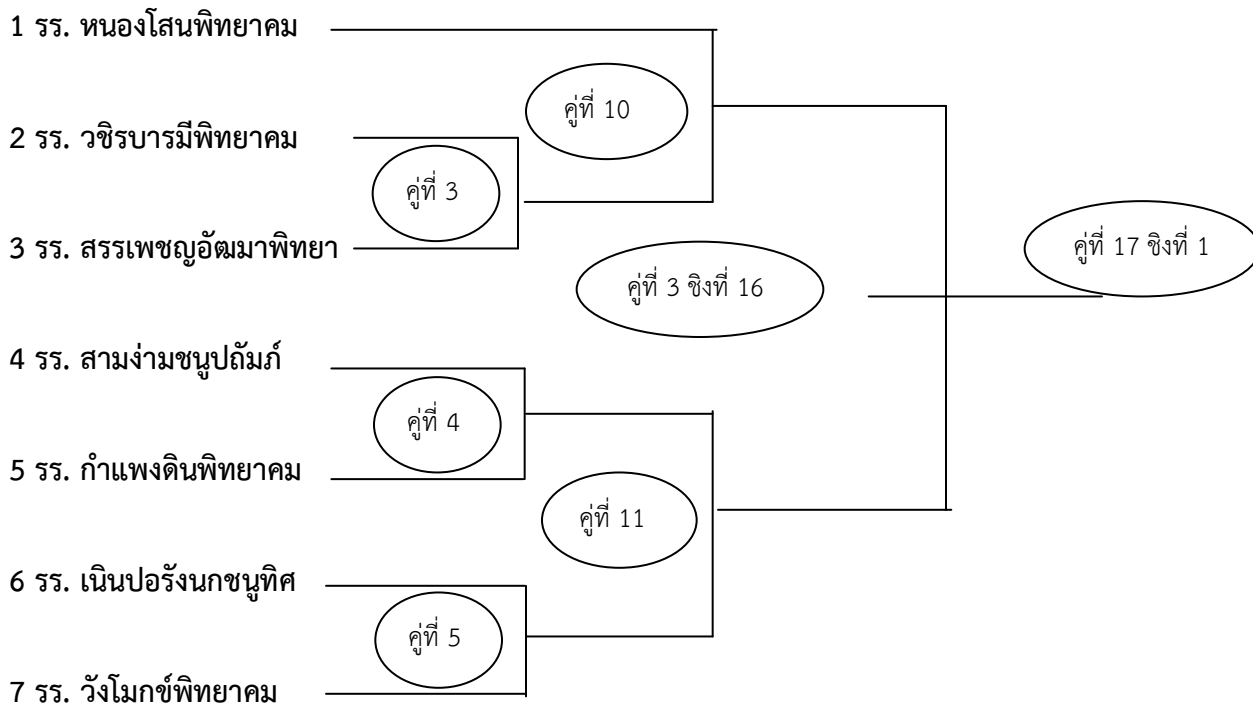 1 รร. หนองโสนพิทยาคม
คู่ที่ 10
2 รร. วชิรบารมีพิทยาคม
คู่ที่ 3
3 รร. สรรเพชญอัฒมาพิทยา
คู่ที่ 17 ชิงที่ 1
คู่ที่ 3 ชิงที่ 16
4 รร. สามง่ามชนูปถัมภ์
คู่ที่ 4
5 รร. กำแพงดินพิทยาคม
คู่ที่ 11
6 รร. เนินปอรังนกชนูทิศ
คู่ที่ 5
7 รร. วังโมกข์พิทยาคม